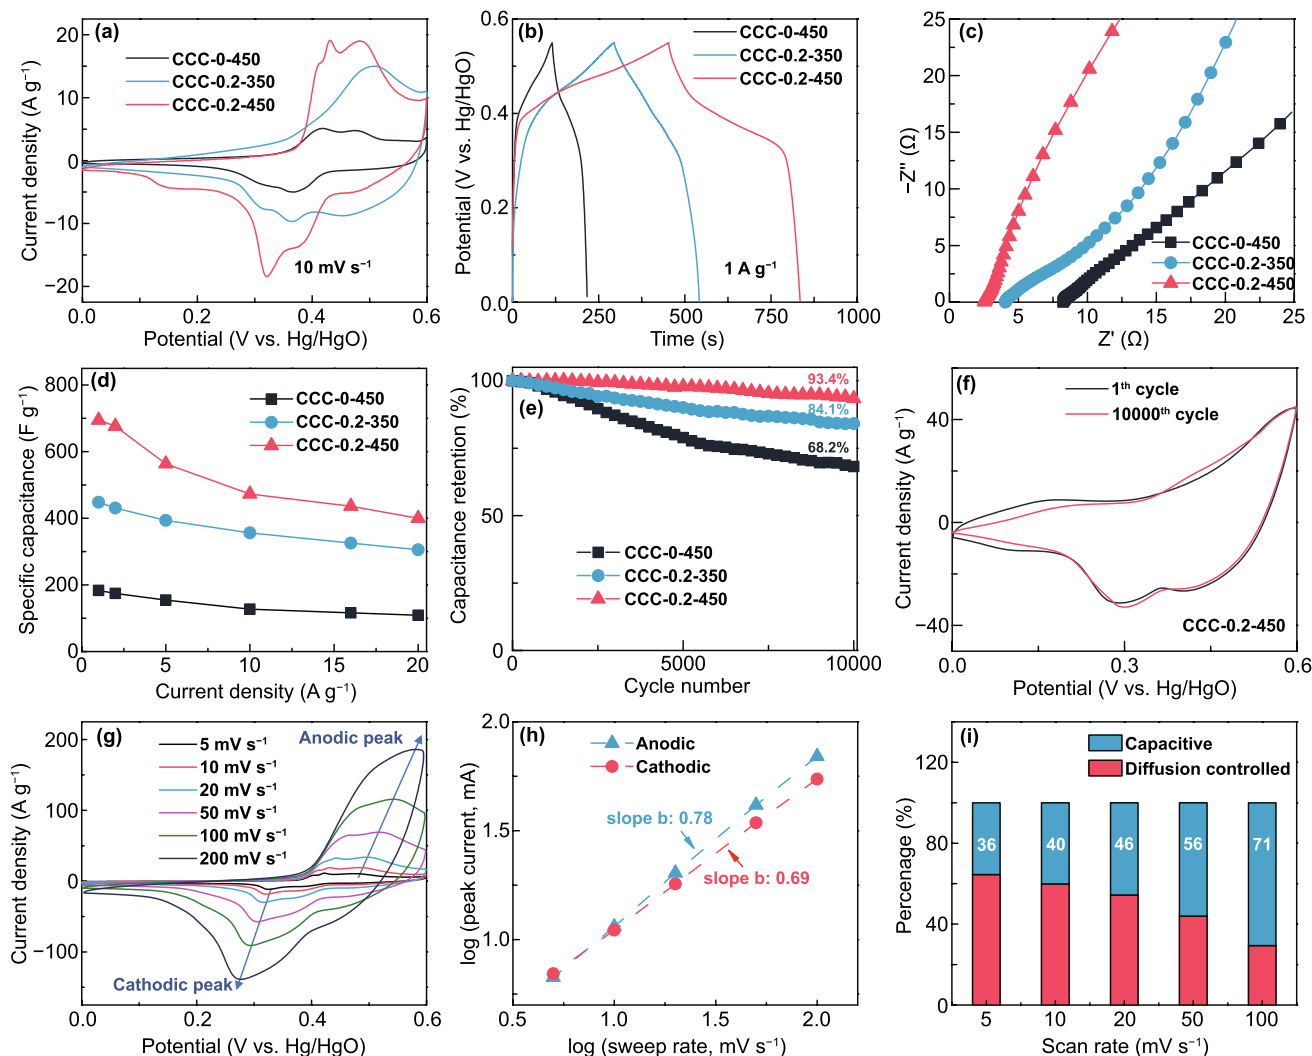 (a)
CCC-0-450
CCC-0.2-350
CCC-0.2-450
10 mV s⁻¹
20
10
0
−10
−20
0.0
0.2
0.4
0.6
Current density (A g⁻¹)
Potential (V vs. Hg/HgO)
(b)
CCC-0-450
CCC-0.2-350
CCC-0.2-450
1 A g⁻¹
0.6
0.4
0.2
0.0
0
250
500
750
1000
Potential (V vs. Hg/HgO)
Time (s)
(c)
CCC-0-450
CCC-0.2-350
CCC-0.2-450
25
20
15
10
5
0
5
10
15
20
25
−Z" (Ω)
Z' (Ω)
(d)
CCC-0-450
CCC-0.2-350
CCC-0.2-450
800
600
400
200
0
0
5
10
15
20
Specific capacitance (F g⁻¹)
Current density (A g⁻¹)
(e)
93.4%
84.1%
68.2%
CCC-0-450
CCC-0.2-350
CCC-0.2-450
100
50
0
0
5000
10000
Capacitance retention (%)
Cycle number
(f)
1ᵗʰ cycle
10000ᵗʰ cycle
CCC-0.2-450
40
0
−40
0.0
0.3
0.6
Current density (A g⁻¹)
Potential (V vs. Hg/HgO)
(g)
5 mV s⁻¹
10 mV s⁻¹
20 mV s⁻¹
50 mV s⁻¹
100 mV s⁻¹
200 mV s⁻¹
Anodic peak
Cathodic peak
200
100
0
−100
0.0
0.2
0.4
0.6
Current density (A g⁻¹)
Potential (V vs. Hg/HgO)
(h)
Anodic
Cathodic
slope b: 0.78
slope b: 0.69
2.0
1.5
1.0
0.5
1.0
1.5
2.0
log (peak current, mA)
log (sweep rate, mV s⁻¹)
(i)
Capacitive
Diffusion controlled
36
40
46
56
71
120
80
40
0
5
10
20
50
100
Percentage (%)
Scan rate (mV s⁻¹)